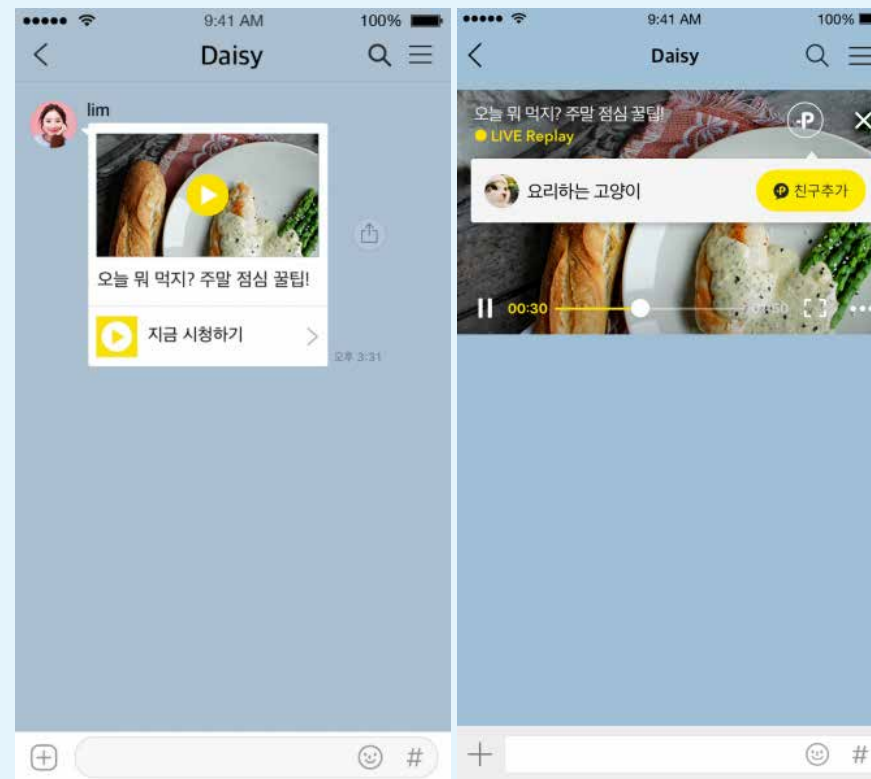 9:41 AM
100%
Daisy
lim
오늘 뭐 먹지? 주말 점심 꿀팁!
지금 시청하기
오후 3:31
#
9:41 AM
100%
Daisy
오늘 뭐 먹지? 주말 점심 꿀팁!
LIVE Replay
P
요리하는 고양이
친구추가
00:30
#